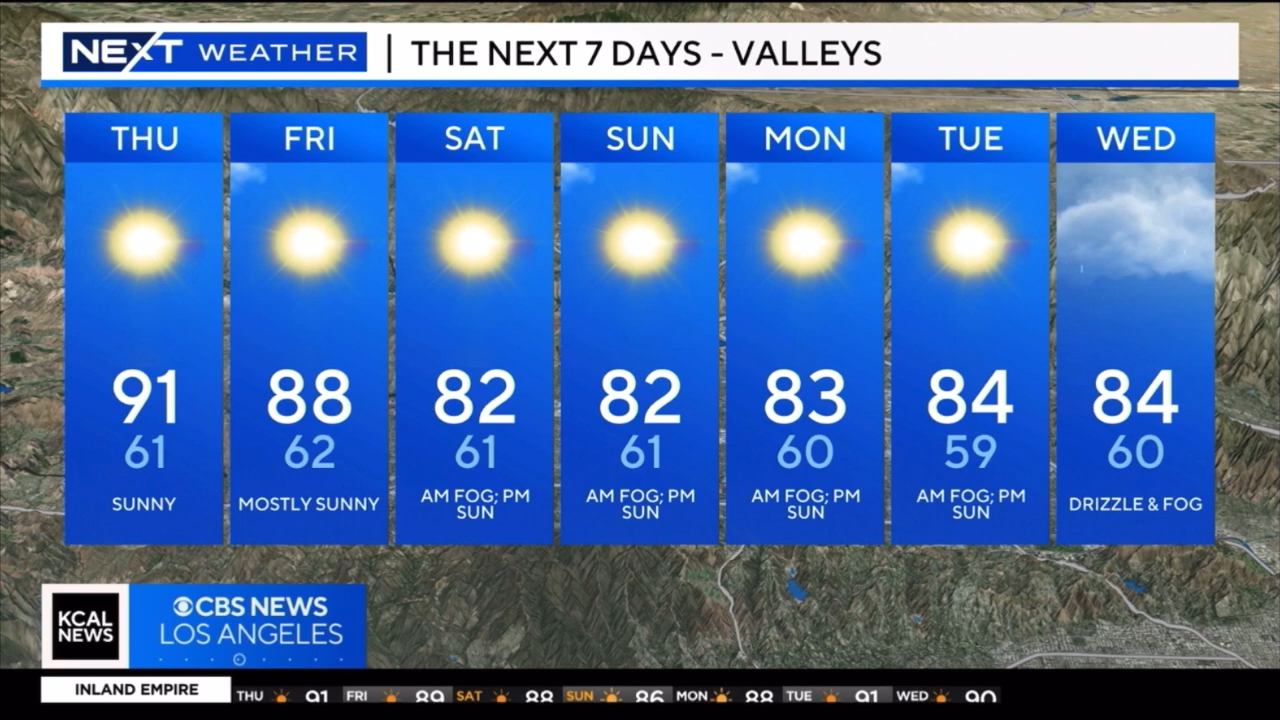 NEXT WEATHER | THE NEXT 7 DAYS - VALLEYS
THU FRI SAT SUN MON TUE WED
91 88 82 82 83 84 84
61 62 61 61 60 59 60
SUNNY
MOSTLY SUNNY
AM FOG; PM
SUN
AM FOG; PM
SUN
AM FOG; PM
SUN
AM FOG; PM
SUN
DRIZZLE & FOG
KCAL
NEWS
CBS NEWS
LOS ANGELES
INLAND EMPIRE THU 91 FRI 89 SAT 88 SUN 86 MON 88 TUE 91 WED 90